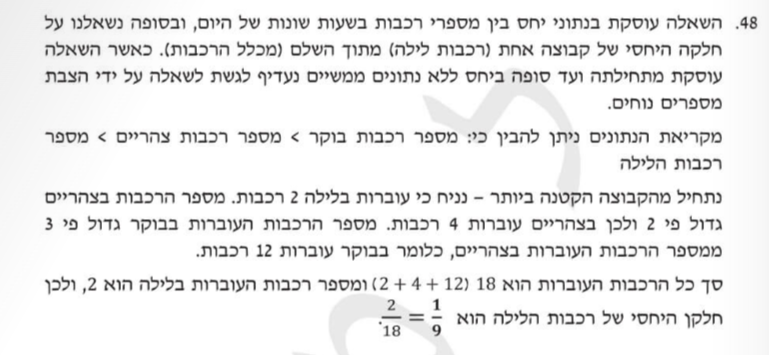 48. השאלה עוסקת בנתוני יחס בין מספרי רכבות בשעות שונות של היום, ובסופה נשאלנו על
חלקה היחסי של קבוצה אחת (רכבות לילה) מתוך השלם (מכלל הרכבות). כאשר השאלה
עוסקת מתחילתה ועד סופה ביחס ללא נתונים ממשיים נעדיף לגשת לשאלה על ידי הצבת
מספרים נוחים.
מקריאת הנתונים ניתן להבין כי: מספר רכבות בוקר > מספר רכבות צהריים > מספר
רכבות הלילה
נתחיל מהקבוצה הקטנה ביותר – נניח כי עוברות בלילה 2 רכבות. מספר הרכבות בצהריים
גדול פי 2 ולכן בצהריים עוברות 4 רכבות. מספר הרכבות העוברות בבוקר גדול פי 3
ממספר הרכבות העוברות בצהריים, כלומר בבוקר עוברות 12 רכבות.
סך כל הרכבות העוברות הוא 18 (2 + 4 + 12) ומספר רכבות העוברות בלילה הוא 2, ולכן
חלקן היחסי של רכבות הלילה הוא 2/18 = 1/9.